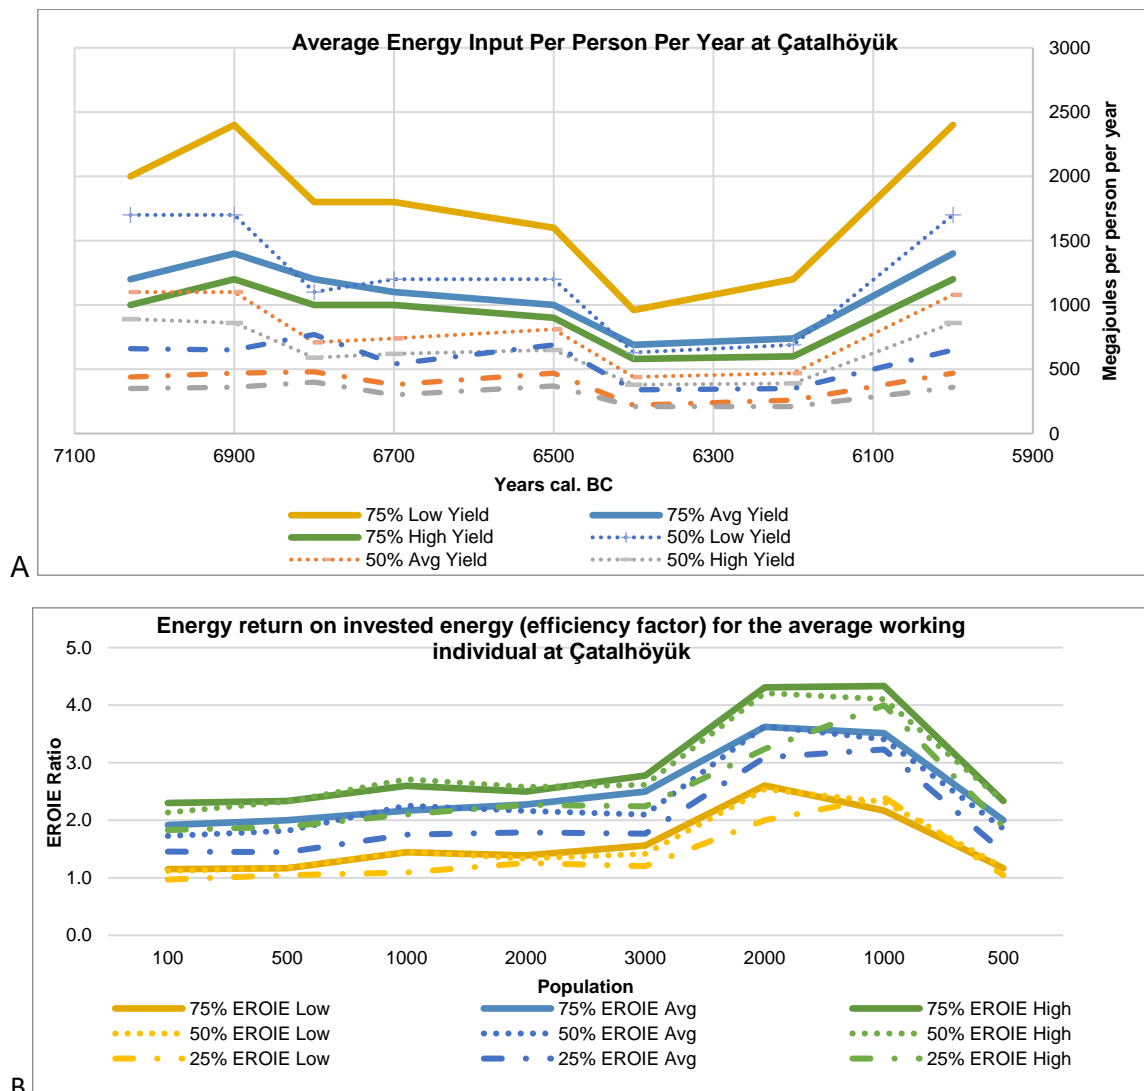 Average Energy Input Per Person Per Year at Çatalhöyük
3000
2500
2000
1500
1000
500
0
Megajoules per person per year
7100 6900 6700 6500 6300 6100 5900
Years cal. BC
75% Low Yield 75% Avg Yield
75% High Yield 50% Low Yield
50% Avg Yield 50% High Yield
A
Energy return on invested energy (efficiency factor) for the average working
individual at Çatalhöyük
5.0
4.0
3.0
2.0
1.0
0.0
EROIE Ratio
100 500 1000 2000 3000 2000 1000 500
Population
75% EROIE Low 75% EROIE Avg 75% EROIE High
50% EROIE Low 50% EROIE Avg 50% EROIE High
25% EROIE Low 25% EROIE Avg 25% EROIE High
B